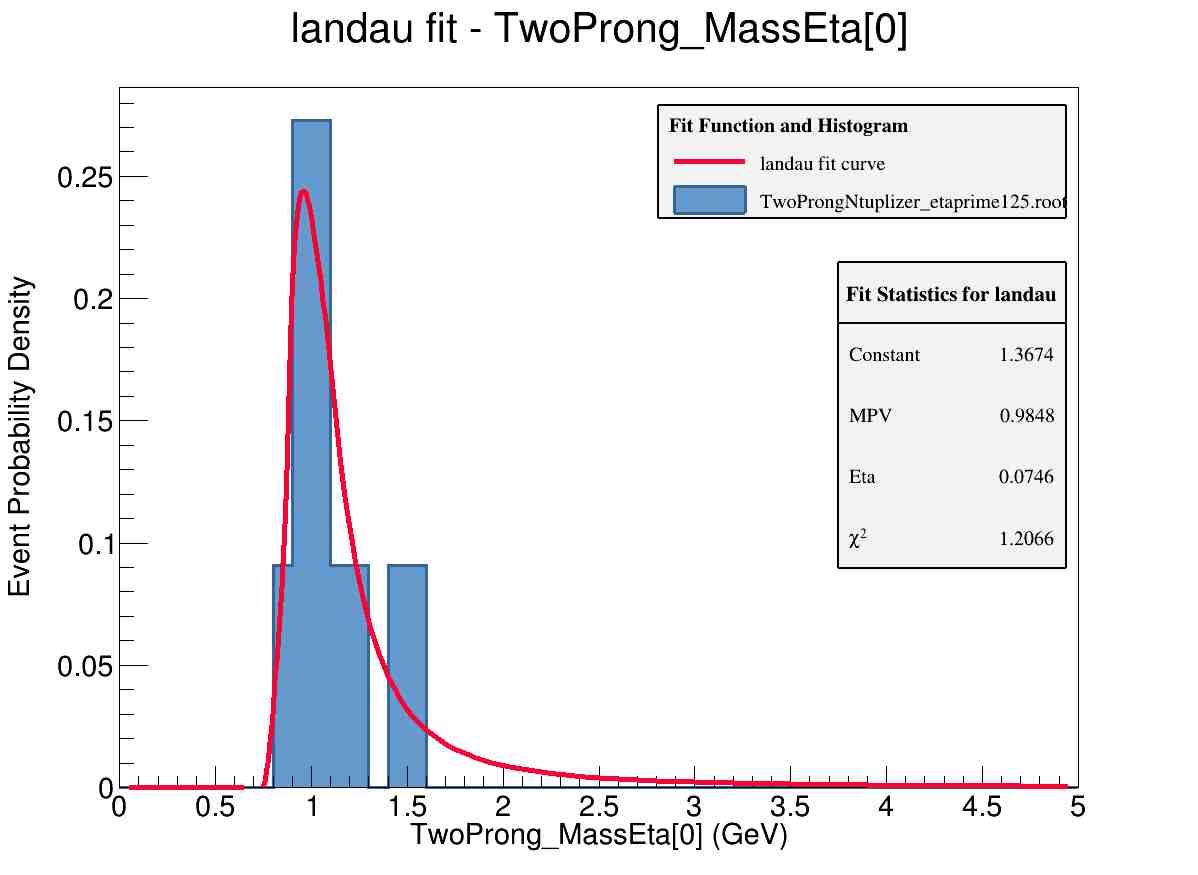 landau fit - TwoProng_MassEta[0]
Fit Function and Histogram
landau fit curve
TwoProngNtuplizer_etaprime125.root
Fit Statistics for landau
Constant 1.3674
MPV 0.9848
Eta 0.0746
χ² 1.2066
Event Probability Density
0.25
0.2
0.15
0.1
0.05
0
0 0.5 1 1.5 2 2.5 3 3.5 4 4.5 5
TwoProng_MassEta[0] (GeV)